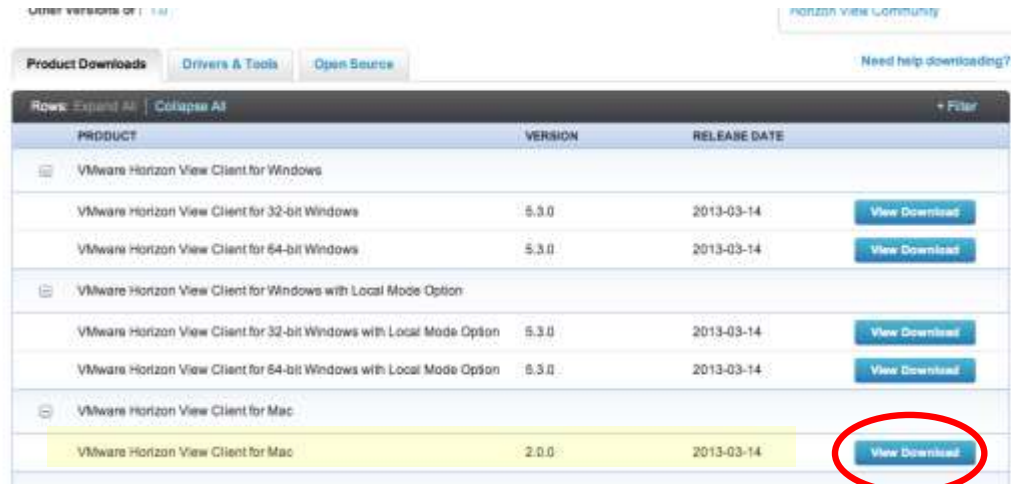 Other versions of : 1.0
Horizon View Community
Product Downloads Drivers & Tools Open Source Need help downloading?
Rows: Expand All | Collapse All + Filter
PRODUCT VERSION RELEASE DATE
VMware Horizon View Client for Windows
VMware Horizon View Client for 32-bit Windows 5.3.0 2013-03-14 View Download
VMware Horizon View Client for 64-bit Windows 5.3.0 2013-03-14 View Download
VMware Horizon View Client for Windows with Local Mode Option
VMware Horizon View Client for 32-bit Windows with Local Mode Option 5.3.0 2013-03-14 View Download
VMware Horizon View Client for 64-bit Windows with Local Mode Option 5.3.0 2013-03-14 View Download
VMware Horizon View Client for Mac
VMware Horizon View Client for Mac 2.0.0 2013-03-14 View Download